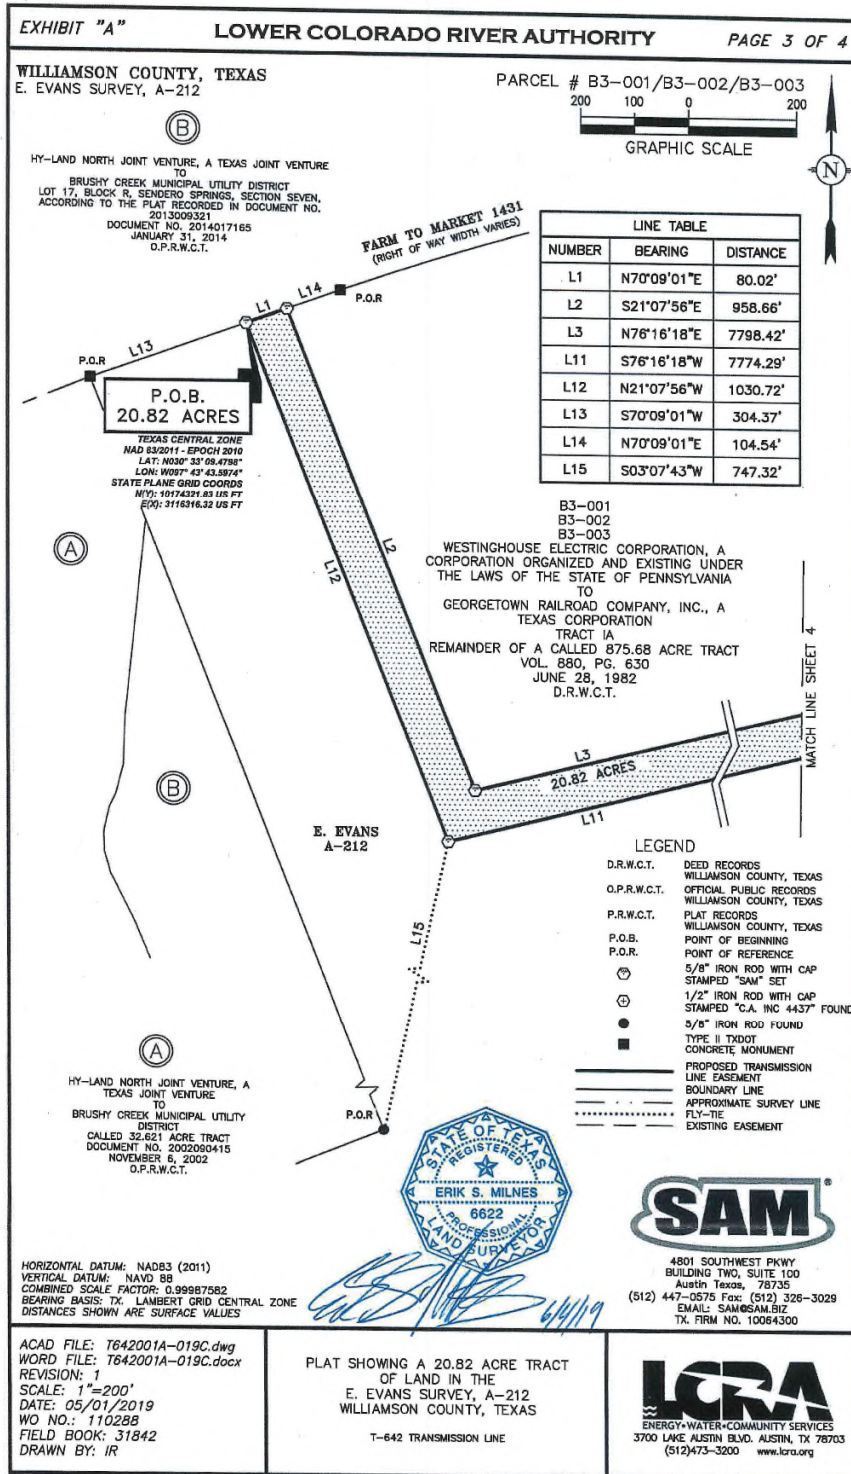 EXHIBIT "A"
LOWER COLORADO RIVER AUTHORITY
PAGE 3 OF 4
WILLIAMSON COUNTY, TEXAS
E. EVANS SURVEY, A-212
B
HY-LAND NORTH JOINT VENTURE, A TEXAS JOINT VENTURE
TO
BRUSHY CREEK MUNICIPAL UTILITY DISTRICT
LOT 17, BLOCK R, SENDERO SPRINGS, SECTION SEVEN,
ACCORDING TO THE PLAT RECORDED IN DOCUMENT NO.
2013009321
DOCUMENT NO. 2014017165
JANUARY 31, 2014
O.P.R.W.C.T.
PARCEL # B3-001/B3-002/B3-003
200 100 0 200
GRAPHIC SCALE
N
FARM TO MARKET 1431
(RIGHT OF WAY WIDTH VARIES)
LINE TABLE
NUMBER BEARING DISTANCE
L1 N70°09'01"E 80.02'
L2 S21°07'56"E 958.66'
L3 N76°16'18"E 7798.42'
L11 S76°16'18"W 7774.29'
L12 N21°07'56"W 1030.72'
L13 S70°09'01"W 304.37'
L14 N70°09'01"E 104.54'
L15 S03°07'43"W 747.32'
L1
L14
P.O.R
L13
P.O.R
P.O.B.
20.82 ACRES
TEXAS CENTRAL ZONE
NAD 83/2011 - EPOCH 2010
LAT: N030° 33' 09.4798"
LON: W097° 43' 43.5974"
STATE PLANE GRID COORDS
N(Y): 10174321.83 US FT
E(X): 3116316.32 US FT
A
L2
L12
B3-001
B3-002
B3-003
WESTINGHOUSE ELECTRIC CORPORATION, A
CORPORATION ORGANIZED AND EXISTING UNDER
THE LAWS OF THE STATE OF PENNSYLVANIA
TO
GEORGETOWN RAILROAD COMPANY, INC., A
TEXAS CORPORATION
TRACT IA
REMAINDER OF A CALLED 875.68 ACRE TRACT
VOL. 880, PG. 630
JUNE 28, 1982
D.R.W.C.T.
MATCH LINE SHEET 4
L3
20.82 ACRES
L11
B
E. EVANS
A-212
L15
LEGEND
D.R.W.C.T. DEED RECORDS
WILLIAMSON COUNTY, TEXAS
O.P.R.W.C.T. OFFICIAL PUBLIC RECORDS
WILLIAMSON COUNTY, TEXAS
P.R.W.C.T. PLAT RECORDS
WILLIAMSON COUNTY, TEXAS
P.O.B. POINT OF BEGINNING
P.O.R. POINT OF REFERENCE
5/8" IRON ROD WITH CAP
STAMPED "SAM" SET
1/2" IRON ROD WITH CAP
STAMPED "C.A. INC 4437" FOUND
5/8" IRON ROD FOUND
TYPE II TXDOT
CONCRETE MONUMENT
PROPOSED TRANSMISSION
LINE EASEMENT
BOUNDARY LINE
APPROXIMATE SURVEY LINE
FLY-TIE
EXISTING EASEMENT
A
HY-LAND NORTH JOINT VENTURE, A
TEXAS JOINT VENTURE
TO
BRUSHY CREEK MUNICIPAL UTILITY
DISTRICT
CALLED 32.621 ACRE TRACT
DOCUMENT NO. 2002090415
NOVEMBER 6, 2002
O.P.R.W.C.T.
P.O.R
STATE OF TEXAS
REGISTERED
ERIK S. MILNES
6622
PROFESSIONAL
LAND SURVEYOR
6/4/19
SAM®
4801 SOUTHWEST PKWY
BUILDING TWO, SUITE 100
Austin Texas, 78735
(512) 447-0575 Fax: (512) 326-3029
EMAIL: SAM@SAM.BIZ
TX. FIRM NO. 10064300
HORIZONTAL DATUM: NAD83 (2011)
VERTICAL DATUM: NAVD 88
COMBINED SCALE FACTOR: 0.99987582
BEARING BASIS: TX. LAMBERT GRID CENTRAL ZONE
DISTANCES SHOWN ARE SURFACE VALUES
ACAD FILE: T642001A-019C.dwg
WORD FILE: T642001A-019C.docx
REVISION: 1
SCALE: 1"=200'
DATE: 05/01/2019
WO NO.: 110288
FIELD BOOK: 31842
DRAWN BY: IR
PLAT SHOWING A 20.82 ACRE TRACT
OF LAND IN THE
E. EVANS SURVEY, A-212
WILLIAMSON COUNTY, TEXAS
T-642 TRANSMISSION LINE
LCRA
ENERGY•WATER•COMMUNITY SERVICES
3700 LAKE AUSTIN BLVD. AUSTIN, TX 78703
(512)473-3200 www.lcra.org